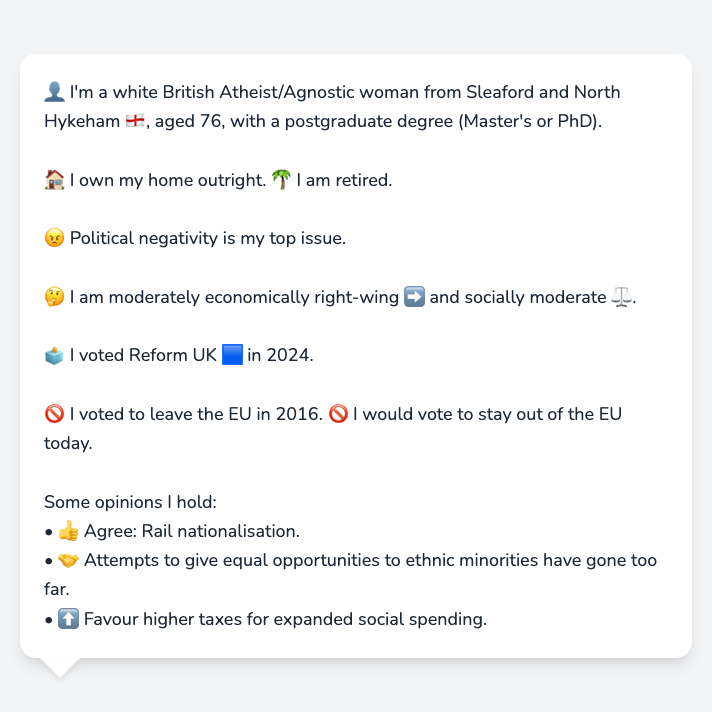 👤 I'm a white British Atheist/Agnostic woman from Sleaford and North
Hykeham 🏴󠁧󠁢󠁥󠁮󠁧󠁿, aged 76, with a postgraduate degree (Master's or PhD).
🏠 I own my home outright. 🌴 I am retired.
😠 Political negativity is my top issue.
🤔 I am moderately economically right-wing ➡️ and socially moderate ⚖️.
🗳️ I voted Reform UK 🟦 in 2024.
🚫 I voted to leave the EU in 2016. 🚫 I would vote to stay out of the EU
today.
Some opinions I hold:
• 👍 Agree: Rail nationalisation.
• 🤝 Attempts to give equal opportunities to ethnic minorities have gone too
far.
• ⬆️ Favour higher taxes for expanded social spending.